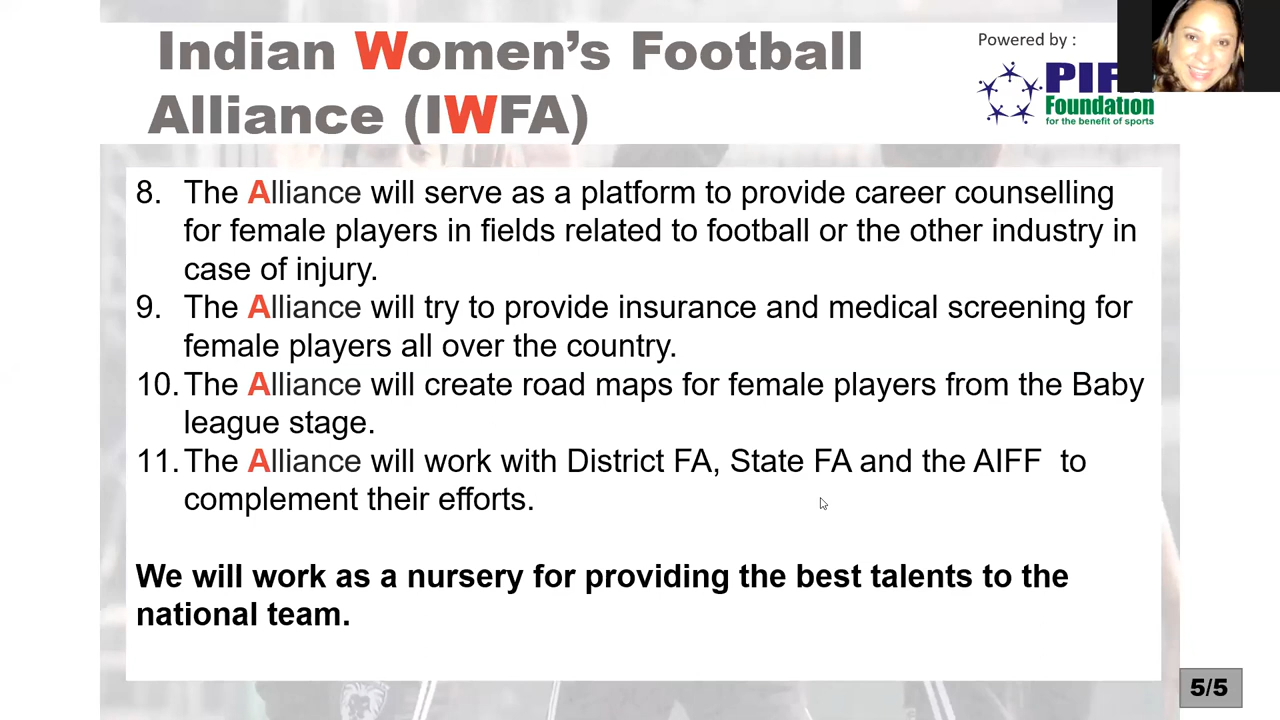 Indian Women's Football
Alliance (IWFA)
Powered by :
Foundation
for the benefit of sports
8. The Alliance will serve as a platform to provide career counselling
for female players in fields related to football or the other industry in
case of injury.
9. The Alliance will try to provide insurance and medical screening for
female players all over the country.
10. The Alliance will create road maps for female players from the Baby
league stage.
11. The Alliance will work with District FA, State FA and the AIFF to
complement their efforts.
We will work as a nursery for providing the best talents to the
national team.
5/5